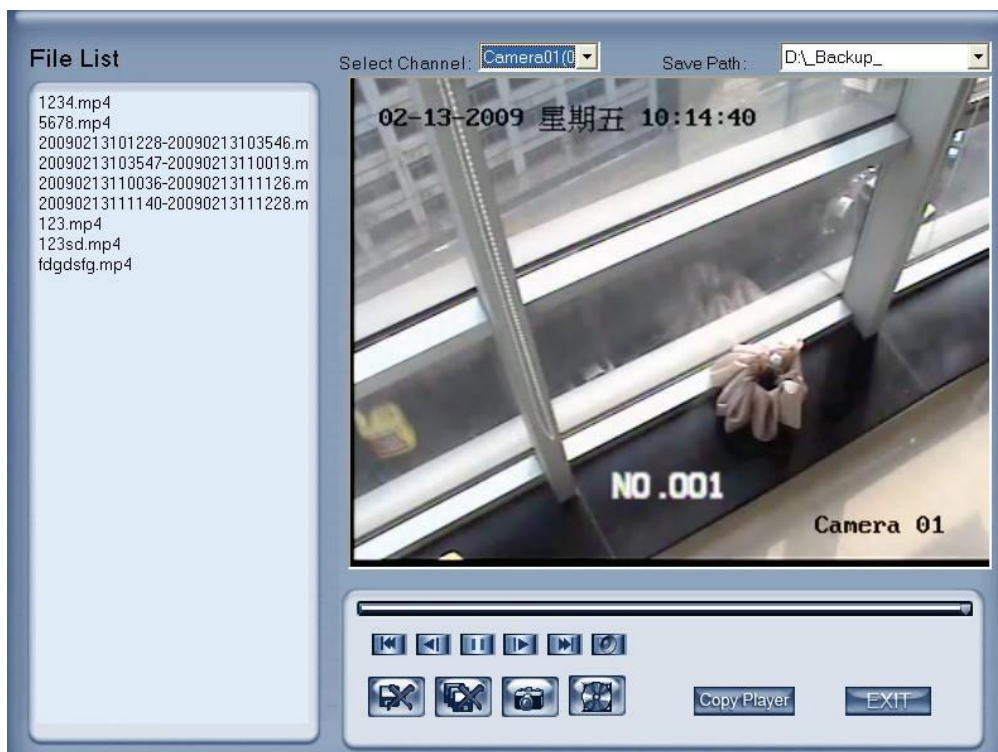 File List
Select Channel: Camera01(0
Save Path: D:\_Backup_
1234.mp4
5678.mp4
20090213101228-20090213103546.m
20090213103547-20090213110019.m
20090213110036-20090213111126.m
20090213111140-20090213111228.m
123.mp4
123sd.mp4
fdgdsfg.mp4
02-13-2009 星期五 10:14:40
NO.001
Camera 01
Copy Player
EXIT